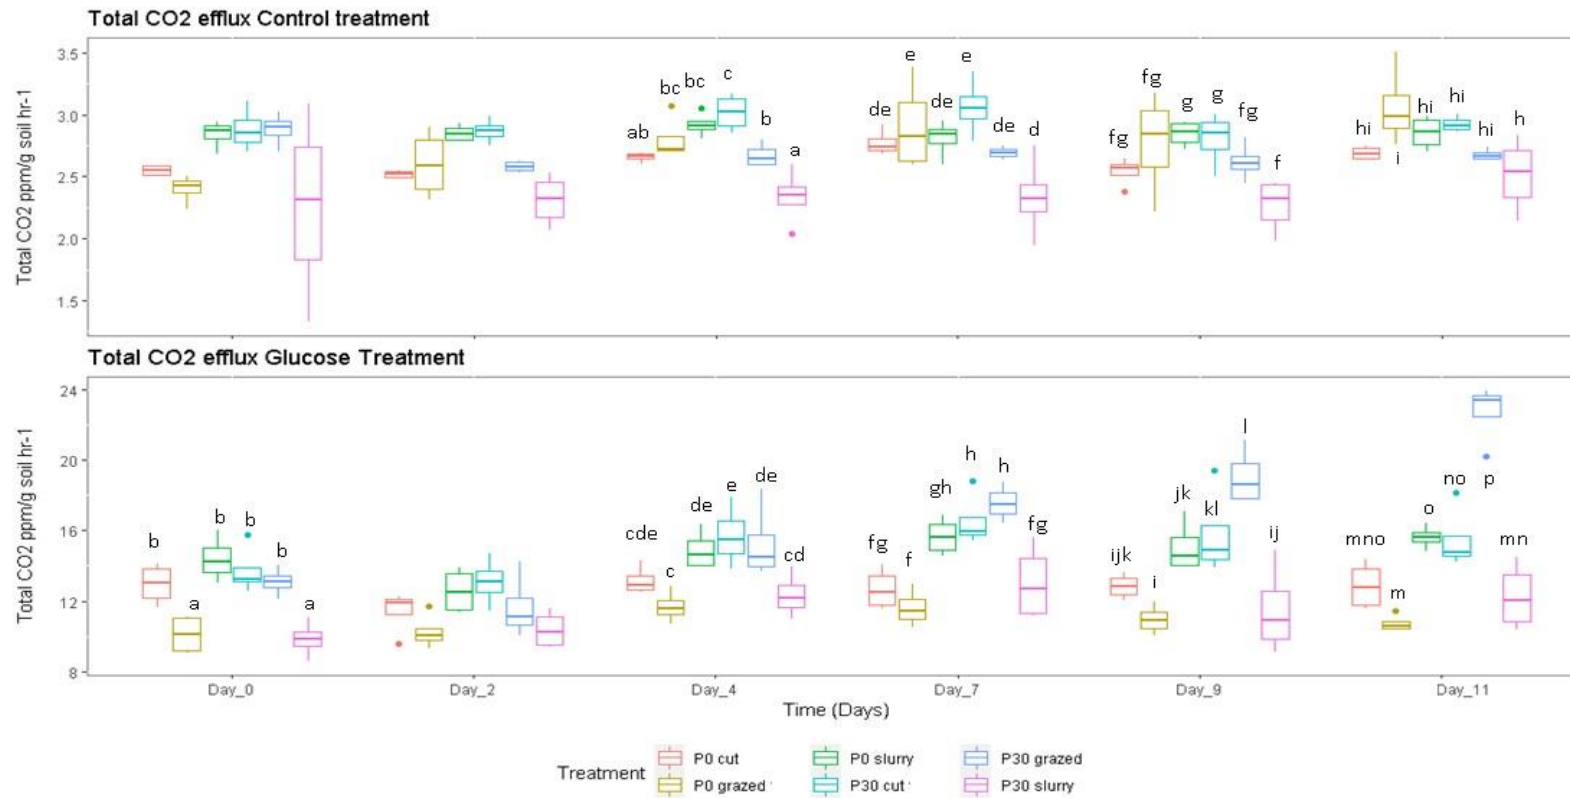 Total CO2 efflux Control treatment
Total CO2 ppm/g soil hr-1
3.5
3.0
2.5
2.0
1.5
ab bc bc c b a
de e de e de d
fg fg g g fg f
hi i hi hi hi h
Total CO2 efflux Glucose Treatment
Total CO2 ppm/g soil hr-1
24
20
16
12
8
b a b b b a
cde c de e de cd
fg f gh h h fg
ijk i jk kl l ij
mno m o no p mn
Day_0 Day_2 Day_4 Day_7 Day_9 Day_11
Time (Days)
Treatment
P0 cut P0 slurry P30 grazed
P0 grazed P30 cut P30 slurry